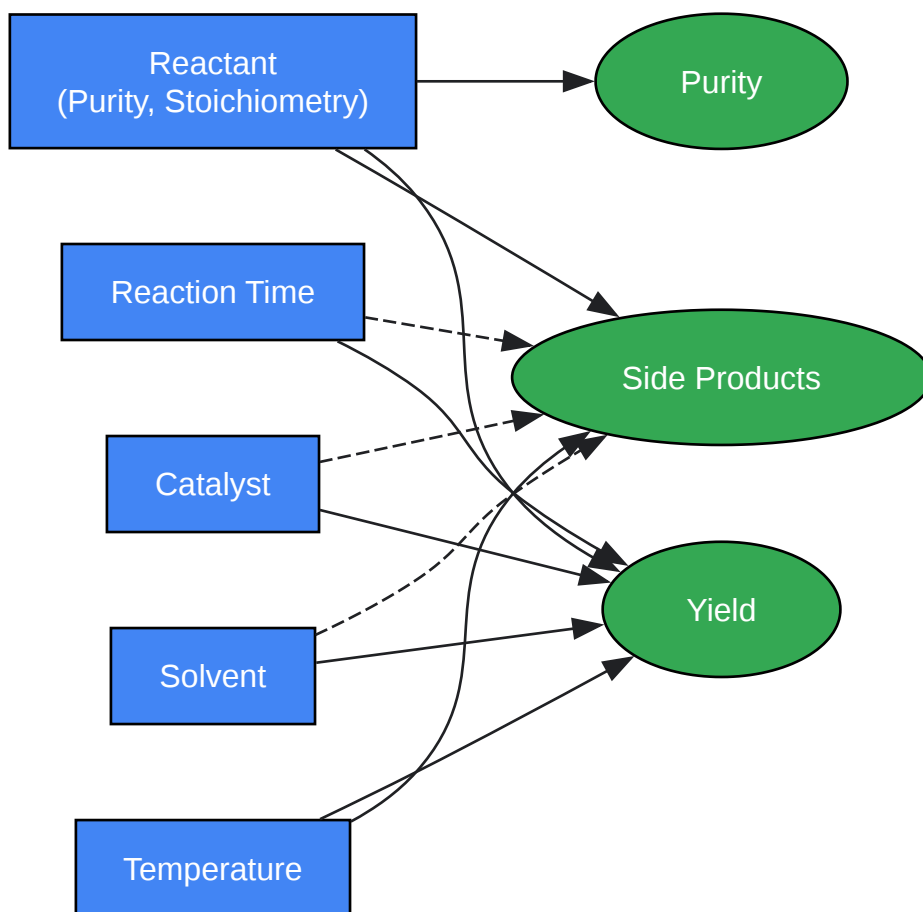 Reactant
(Purity, Stoichiometry)
Purity
Reaction Time
Side Products
Catalyst
Yield
Solvent
Temperature